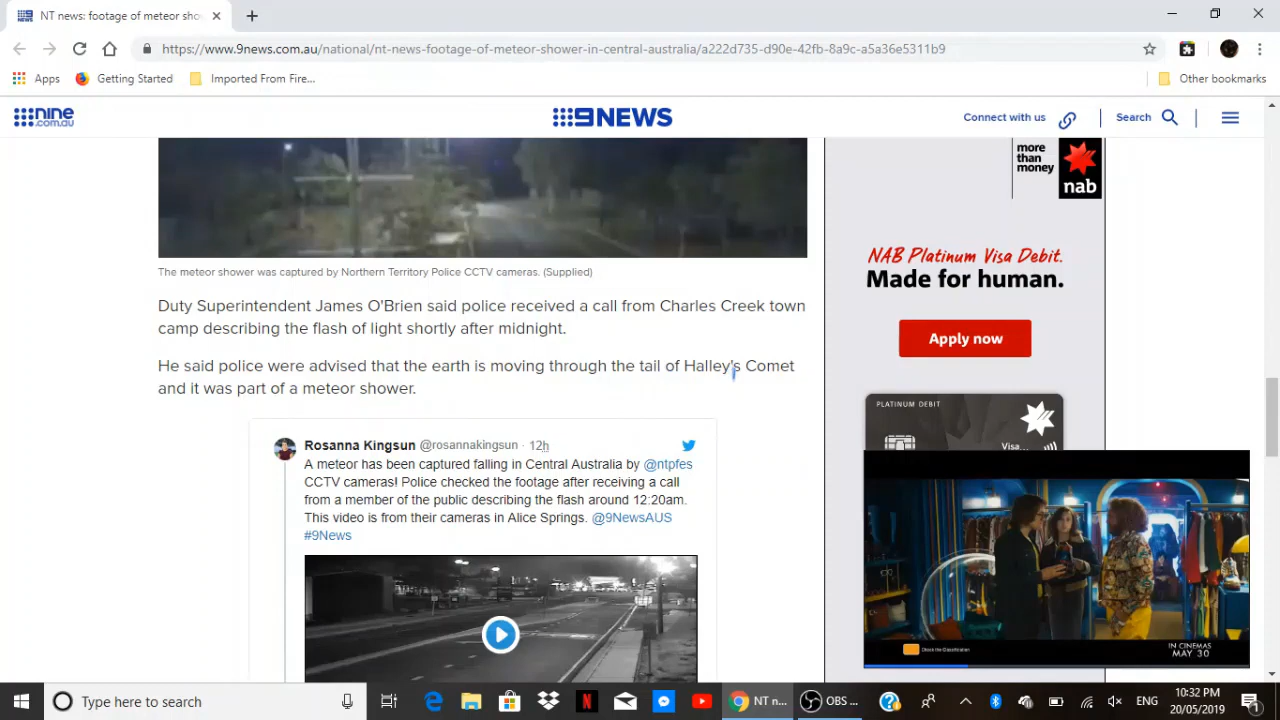 NT news: footage of meteor sho
https://www.9news.com.au/national/nt-news-footage-of-meteor-shower-in-central-australia/a222d735-d90e-42fb-8a9c-a5a36e5311b9
Apps Getting Started Imported From Fire... Other bookmarks
nine
.com.au
9NEWS
Connect with us
Search
The meteor shower was captured by Northern Territory Police CCTV cameras. (Supplied)
Duty Superintendent James O'Brien said police received a call from Charles Creek town
camp describing the flash of light shortly after midnight.
He said police were advised that the earth is moving through the tail of Halley's Comet
and it was part of a meteor shower.
Rosanna Kingsun @rosannakingsun · 12h
A meteor has been captured falling in Central Australia by @ntpfes
CCTV cameras! Police checked the footage after receiving a call
from a member of the public describing the flash around 12:20am.
This video is from their cameras in Alice Springs. @9NewsAUS
#9News
more
than
money
nab
NAB Platinum Visa Debit.
Made for human.
Apply now
PLATINUM DEBIT
Visa...
Check the Classification
IN CINEMAS
MAY 30
Type here to search
NT n...
OBS ...
ENG
10:32 PM
20/05/2019
1